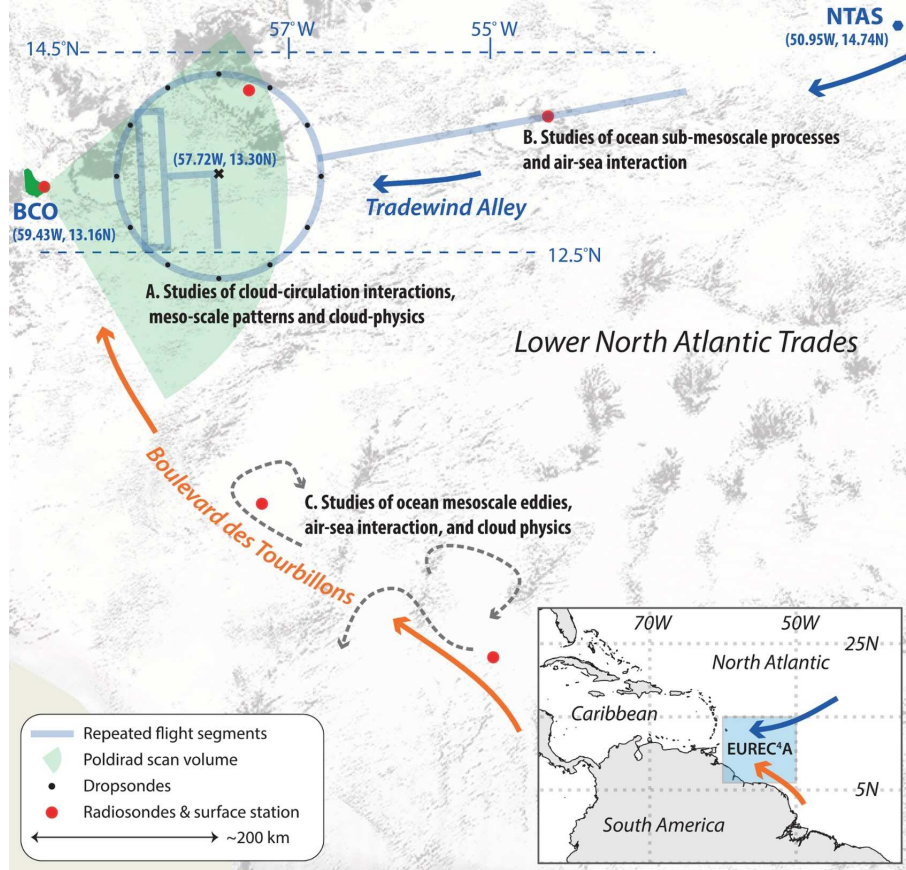 57°W
55°W
NTAS
(50.95W, 14.74N)
14.5°N
B. Studies of ocean sub-mesoscale processes
and air-sea interaction
(57.72W, 13.30N)
Tradewind Alley
BCO
(59.43W, 13.16N)
12.5°N
A. Studies of cloud-circulation interactions,
meso-scale patterns and cloud-physics
Lower North Atlantic Trades
Boulevard des Tourbillons
C. Studies of ocean mesoscale eddies,
air-sea interaction, and cloud physics
Repeated flight segments
Poldirad scan volume
Dropsondes
Radiosondes & surface station
~200 km
70W
50W
25N
North Atlantic
Caribbean
EUREC⁴A
5N
South America